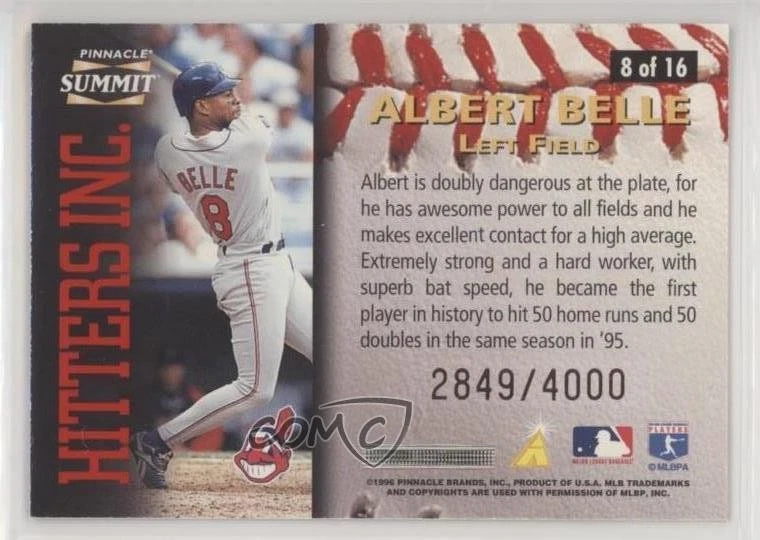 PINNACLE®
SUMMIT
HITTERS INC.
BELLE
8
8 of 16
ALBERT BELLE
LEFT FIELD
Albert is doubly dangerous at the plate, for
he has awesome power to all fields and he
makes excellent contact for a high average.
Extremely strong and a hard worker, with
superb bat speed, he became the first
player in history to hit 50 home runs and 50
doubles in the same season in '95.
2849/4000
COMC
MAJOR LEAGUE BASEBALL
PLAYERS
©MLBPA
©1996 PINNACLE BRANDS, INC., PRODUCT OF U.S.A. MLB TRADEMARKS
AND COPYRIGHTS ARE USED WITH PERMISSION OF MLBP, INC.